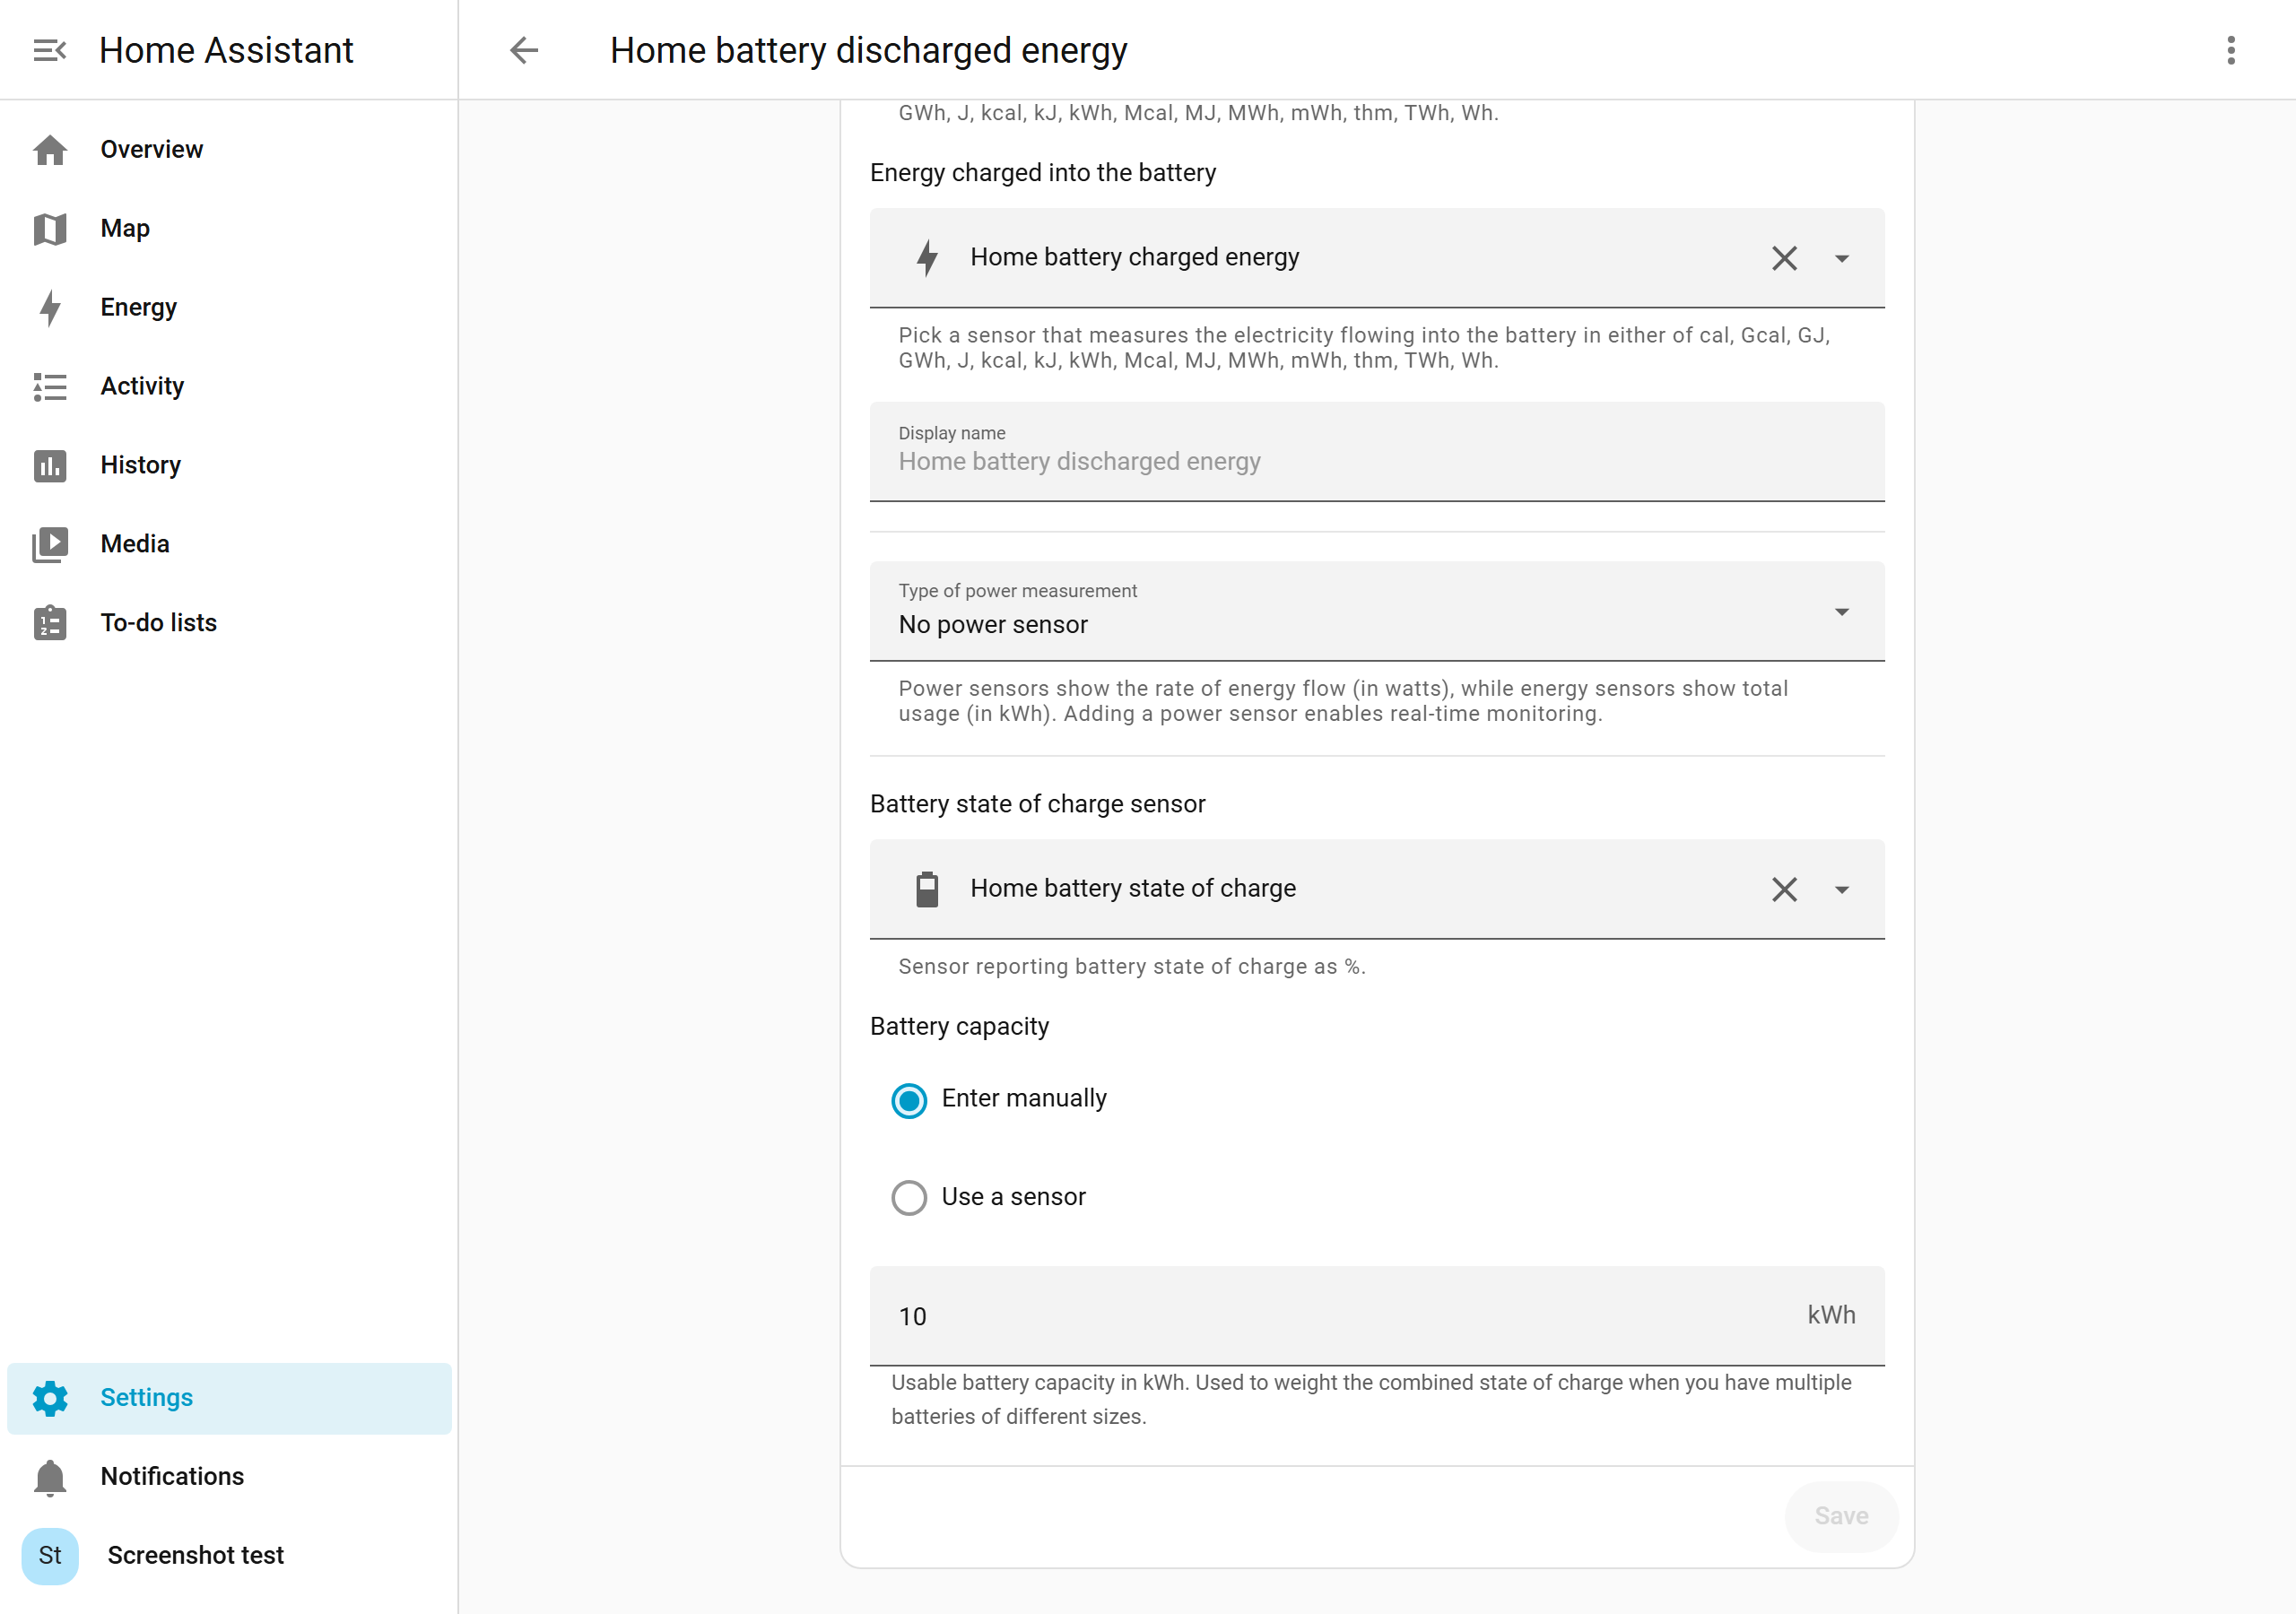 Home Assistant
Home battery discharged energy
Overview
Map
Energy
Activity
History
Media
To-do lists
Settings
Notifications
St
Screenshot test
GWh, J, kcal, kJ, kWh, Mcal, MJ, MWh, mWh, thm, TWh, Wh.
Energy charged into the battery
Home battery charged energy
Pick a sensor that measures the electricity flowing into the battery in either of cal, Gcal, GJ,
GWh, J, kcal, kJ, kWh, Mcal, MJ, MWh, mWh, thm, TWh, Wh.
Display name
Home battery discharged energy
Type of power measurement
No power sensor
Power sensors show the rate of energy flow (in watts), while energy sensors show total
usage (in kWh). Adding a power sensor enables real-time monitoring.
Battery state of charge sensor
Home battery state of charge
Sensor reporting battery state of charge as %.
Battery capacity
Enter manually
Use a sensor
10
kWh
Usable battery capacity in kWh. Used to weight the combined state of charge when you have multiple
batteries of different sizes.
Save